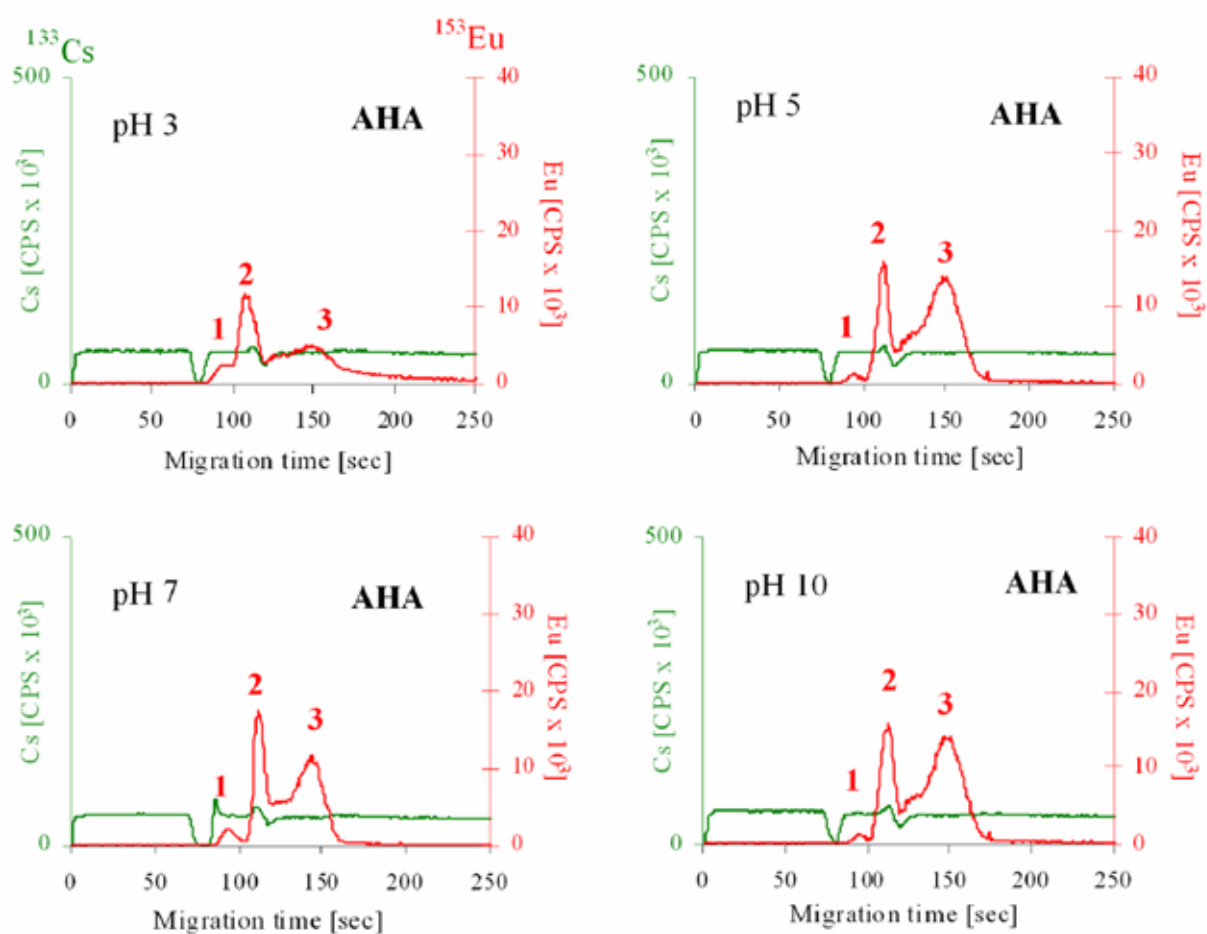 ¹³³Cs ¹⁵³Eu
500 40
pH 3 AHA
30
Cs [CPS x 10³]
20
Eu [CPS x 10³]
2
1 3
10
0 0
0 50 100 150 200 250
Migration time [sec]
500 40
pH 5 AHA
30
Cs [CPS x 10³]
20
Eu [CPS x 10³]
2 3
1
10
0 0
0 50 100 150 200 250
Migration time [sec]
500 40
pH 7 AHA
30
Cs [CPS x 10³]
20
Eu [CPS x 10³]
2
3
1
10
0 0
0 50 100 150 200 250
Migration time [sec]
500 40
pH 10 AHA
30
Cs [CPS x 10³]
20
Eu [CPS x 10³]
2 3
1
10
0 0
0 50 100 150 200 250
Migration time [sec]